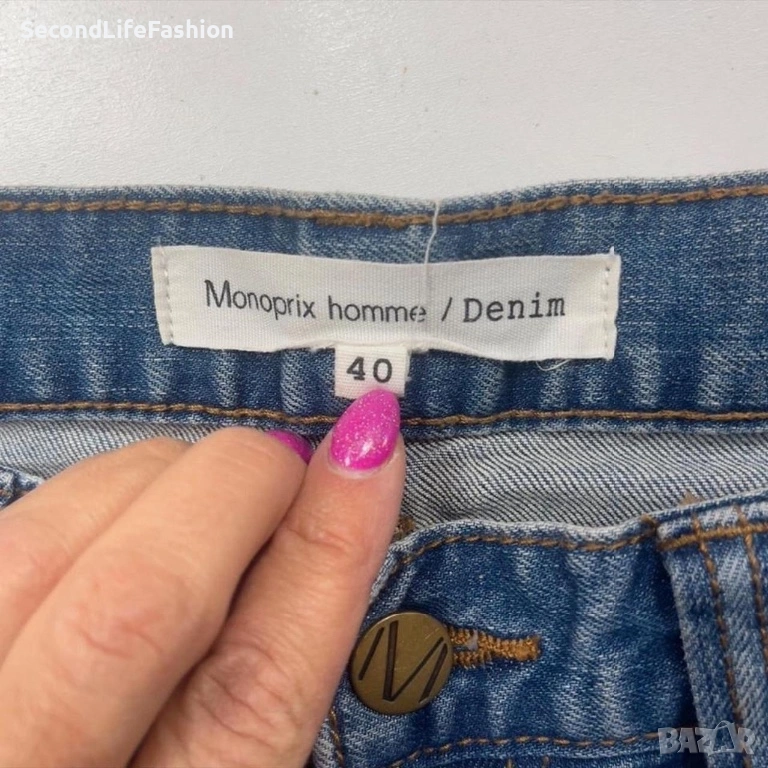 SecondLifeFashion
Monoprix homme / Denim
40
M
BAZAR